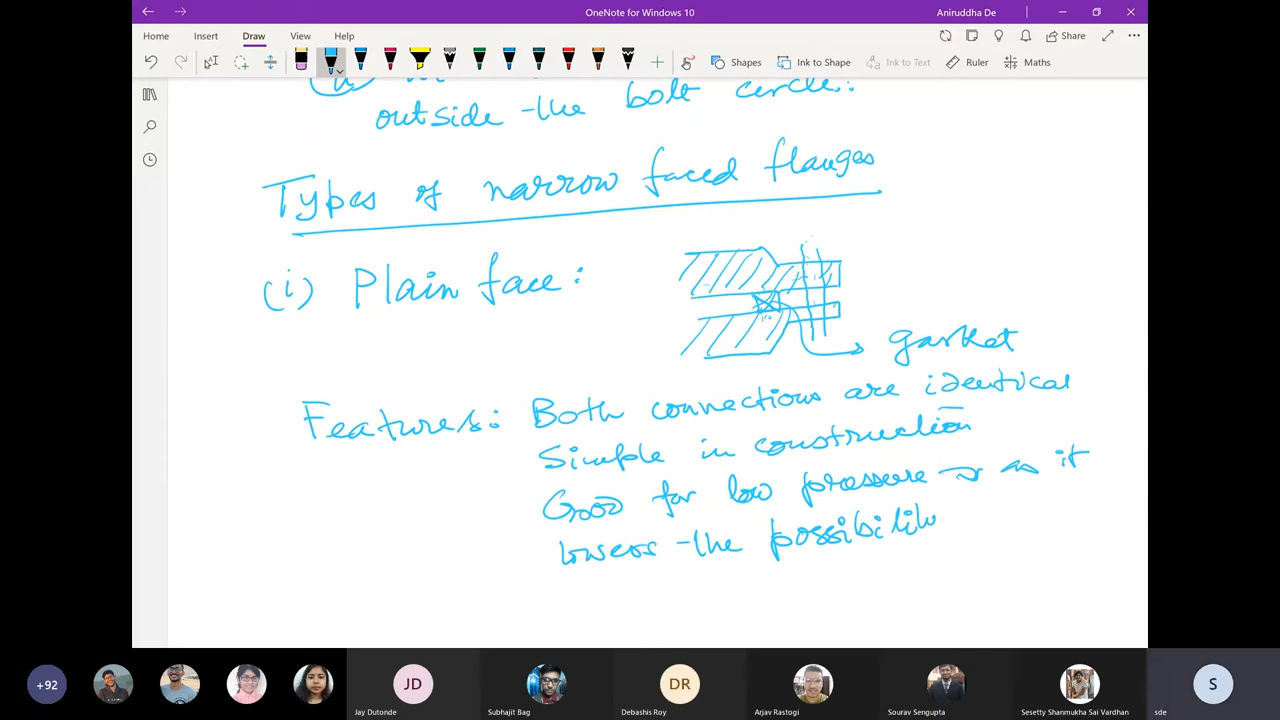 OneNote for Windows 10
Aniruddha De
Home Insert Draw View Help
Share
Shapes Ink to Shape Ink to Text Ruler Maths
outside the bolt circle.
Types of narrow faced flanges
(i) Plain face:
gasket
Features: Both connections are identical
Simple in construction
Good for low pressure as it
lowers the possibility
+92
JD
DR
S
Jay Dutonde
Subhajit Bag
Debashis Roy
Arjav Rastogi
Sourav Sengupta
Sesetty Shanmukha Sai Vardhan
sde